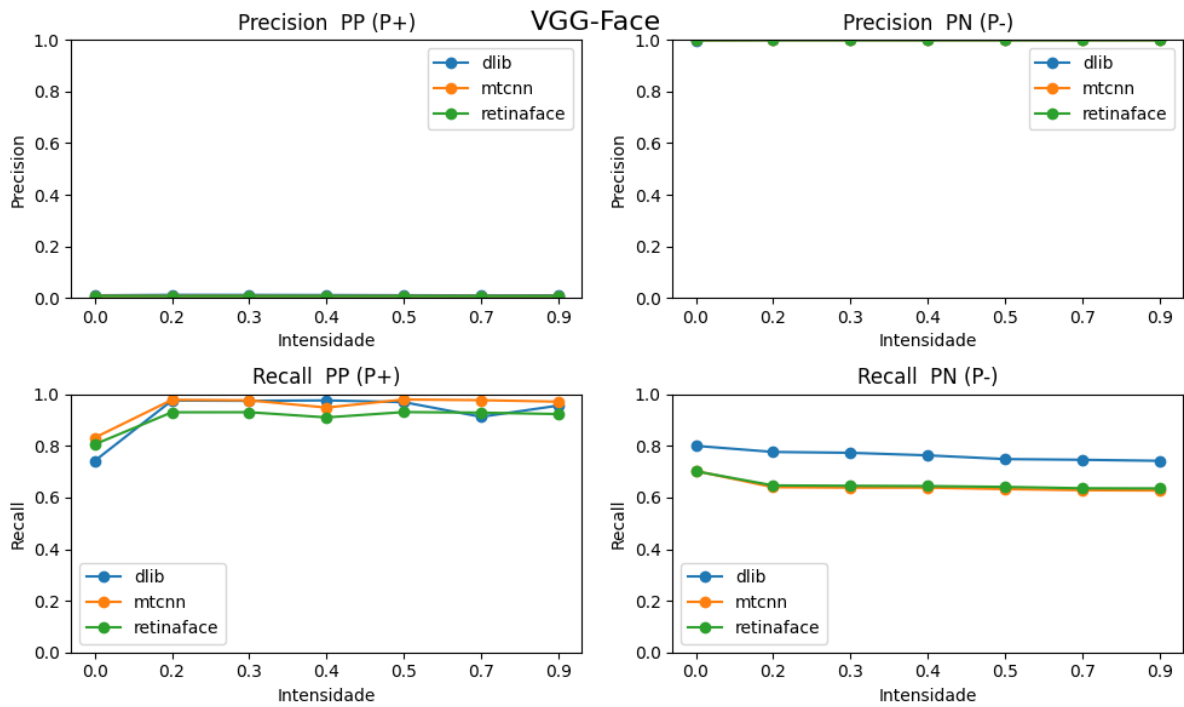 VGG-Face
Precision  PP (P+)
1.0
0.8
0.6
0.4
0.2
0.0
Precision
dlib
mtcnn
retinaface
0.0 0.2 0.3 0.4 0.5 0.7 0.9
Intensidade
Precision  PN (P-)
1.0
0.8
0.6
0.4
0.2
0.0
Precision
dlib
mtcnn
retinaface
0.0 0.2 0.3 0.4 0.5 0.7 0.9
Intensidade
Recall  PP (P+)
1.0
0.8
0.6
0.4
0.2
0.0
Recall
dlib
mtcnn
retinaface
0.0 0.2 0.3 0.4 0.5 0.7 0.9
Intensidade
Recall  PN (P-)
1.0
0.8
0.6
0.4
0.2
0.0
Recall
dlib
mtcnn
retinaface
0.0 0.2 0.3 0.4 0.5 0.7 0.9
Intensidade